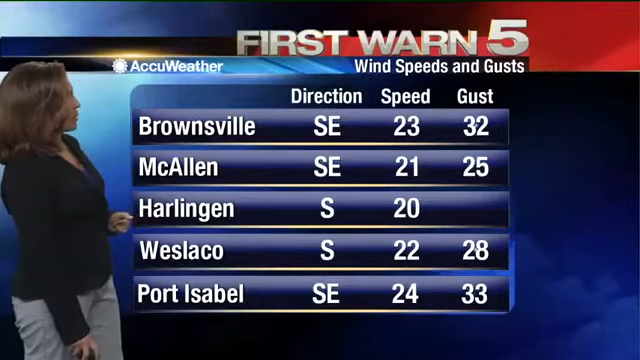 FIRST WARN 5
AccuWeather Wind Speeds and Gusts
Direction Speed Gust
Brownsville SE 23 32
McAllen SE 21 25
Harlingen S 20
Weslaco S 22 28
Port Isabel SE 24 33